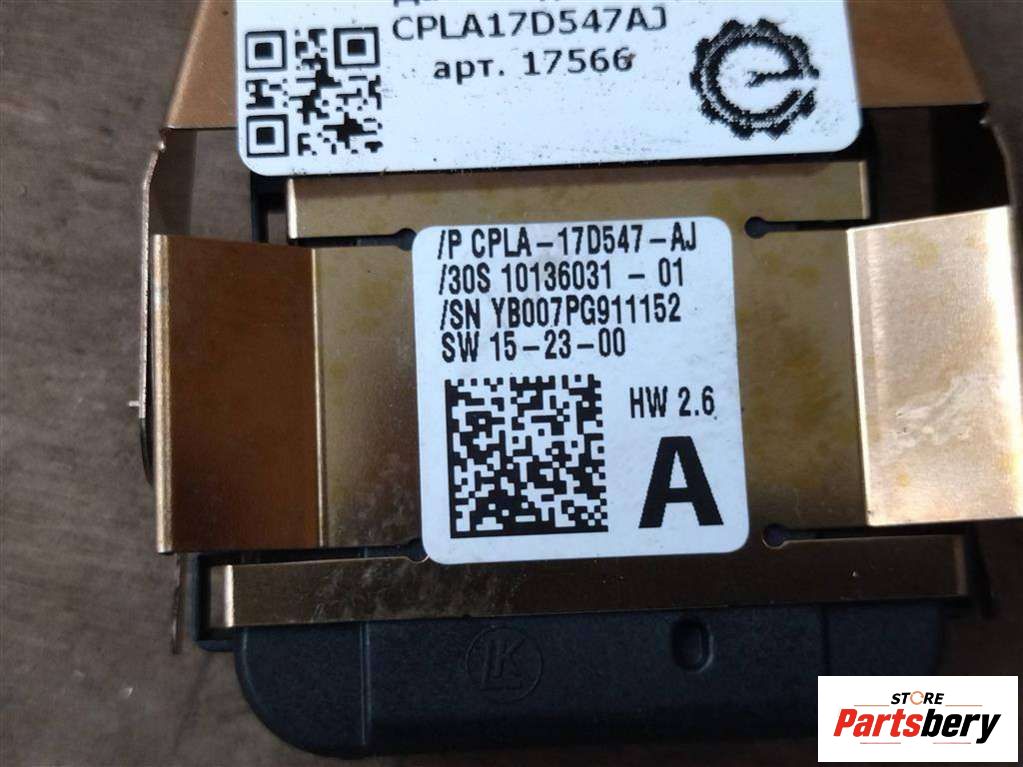 CPLA17D547AJ
арт. 17566
/P CPLA-17D547-AJ
/30S 10136031 - 01
/SN YB007PG911152
SW 15-23-00
HW 2.6
A
LK
STORE
Partsbery